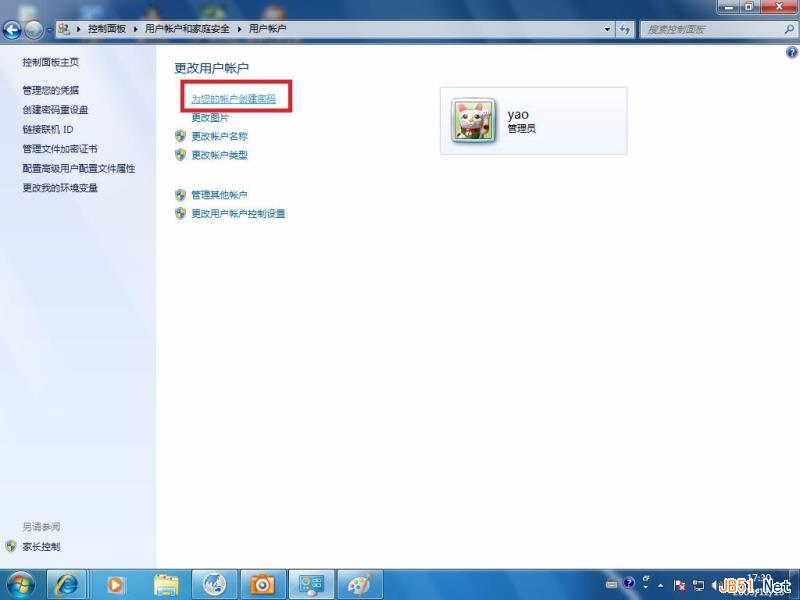 控制面板 ▸ 用户帐户和家庭安全 ▸ 用户帐户
搜索控制面板
控制面板主页
管理您的凭据
创建密码重设盘
链接联机 ID
管理文件加密证书
配置高级用户配置文件属性
更改我的环境变量
更改用户帐户
为您的帐户创建密码
更改图片
更改帐户名称
更改帐户类型
管理其他帐户
更改用户帐户控制设置
yao
管理员
另请参阅
家长控制
JB51.Net